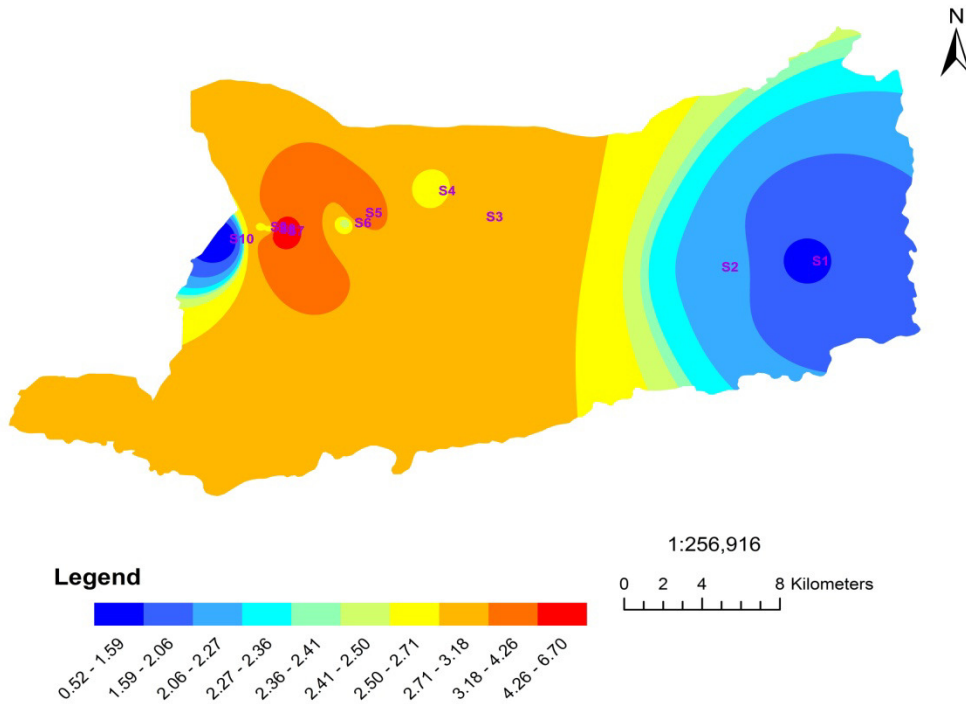 N
S4
S5
S3
S6
S10
S2
S1
1:256,916
Legend
0 2 4 8 Kilometers
0.52 - 1.59
1.59 - 2.06
2.06 - 2.27
2.27 - 2.36
2.36 - 2.41
2.41 - 2.50
2.50 - 2.71
2.71 - 3.18
3.18 - 4.26
4.26 - 6.70